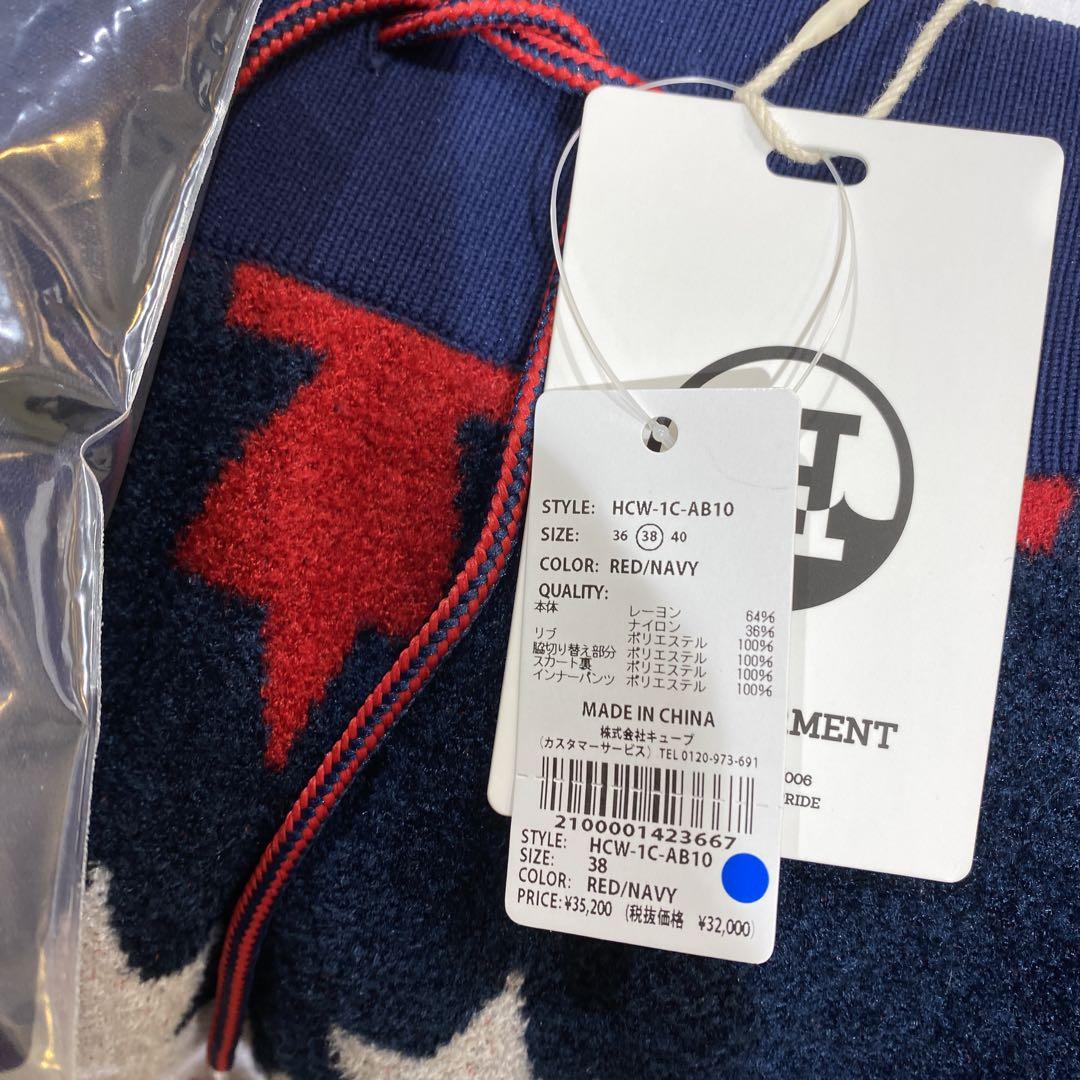 STYLE: HCW-1C-AB10
SIZE: 36 38 40
COLOR: RED/NAVY
QUALITY:
本体 レーヨン 64%
ナイロン 36%
リブ ポリエステル 100%
脇切り替え部分 ポリエステル 100%
スカート裏 ポリエステル 100%
インナーパンツ ポリエステル 100%
MADE IN CHINA
株式会社キューブ
(カスタマーサービス) TEL 0120-973-691
2100001423667
STYLE: HCW-1C-AB10
SIZE: 38
COLOR: RED/NAVY
PRICE: ¥35,200 (税抜価格 ¥32,000)
MENT
006
RIDE